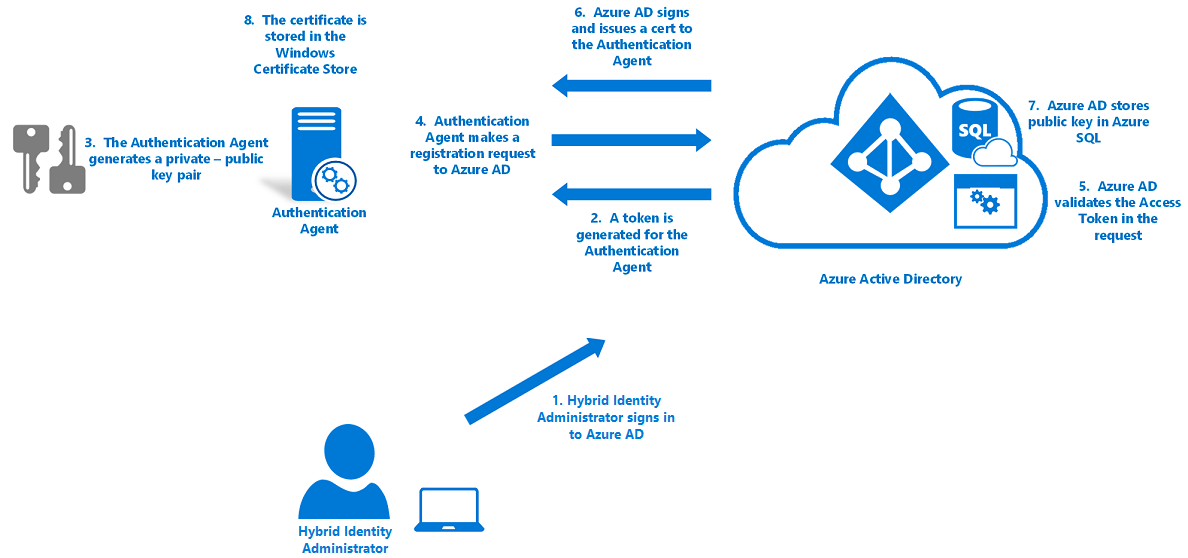 8.  The certificate is
stored in the
Windows
Certificate Store
6.  Azure AD signs
and issues a cert to
the Authentication
Agent
3.  The Authentication Agent
generates a private – public
key pair
4.  Authentication
Agent makes a
registration request
to Azure AD
SQL
7.  Azure AD stores
public key in Azure
SQL
5.  Azure AD
validates the Access
Token in the
request
Authentication
Agent
2.  A token is
generated for the
Authentication
Agent
Azure Active Directory
1. Hybrid Identity
Administrator signs in
to Azure AD
Hybrid Identity
Administrator